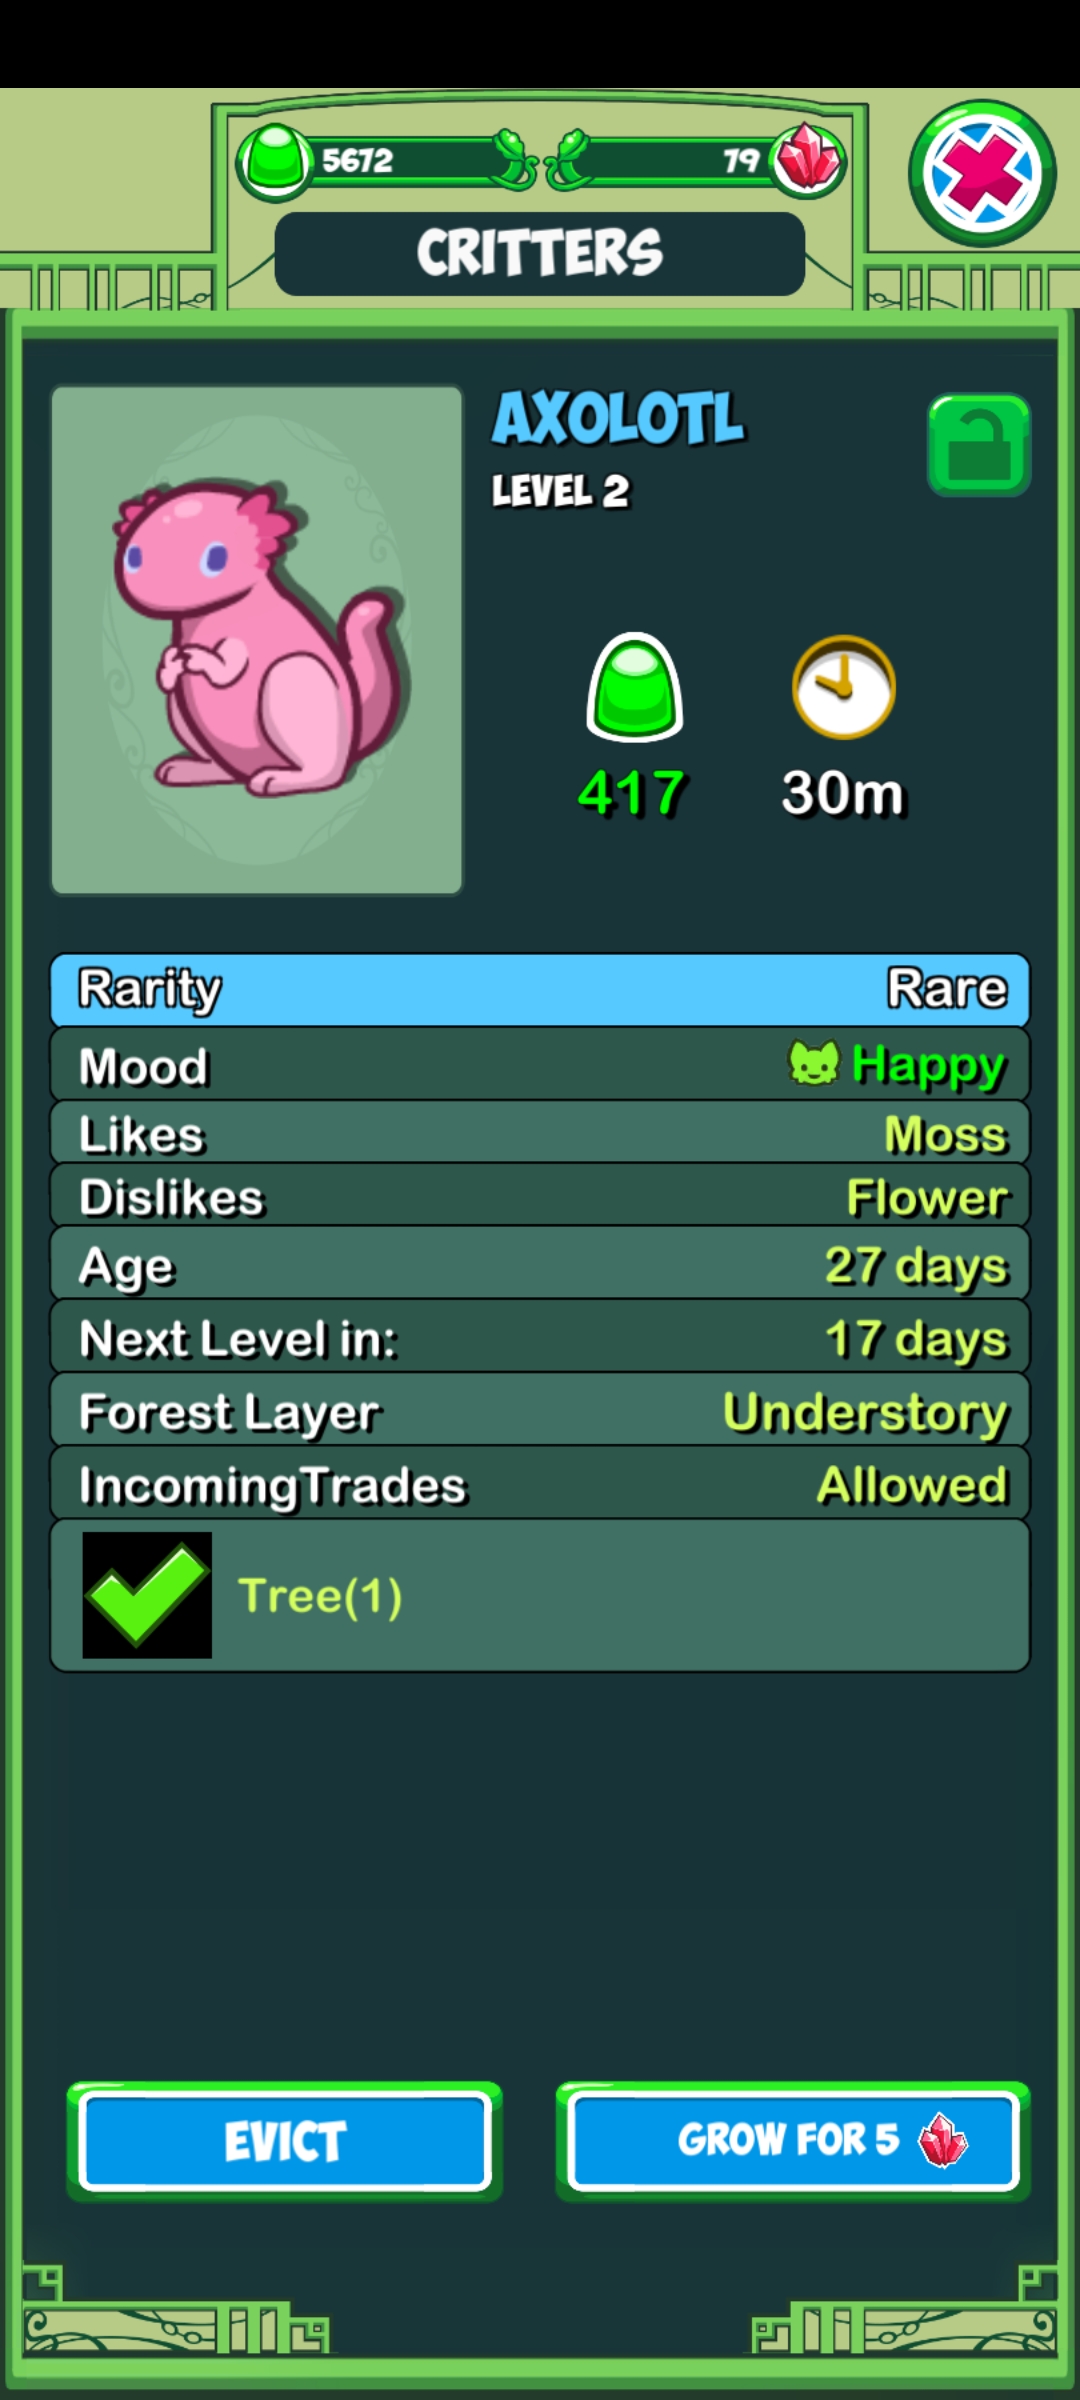 5672
79
CRITTERS
AXOLOTL
LEVEL 2
417
30m
Rarity Rare
Mood Happy
Likes Moss
Dislikes Flower
Age 27 days
Next Level in: 17 days
Forest Layer Understory
IncomingTrades Allowed
Tree(1)
EVICT
GROW FOR 5